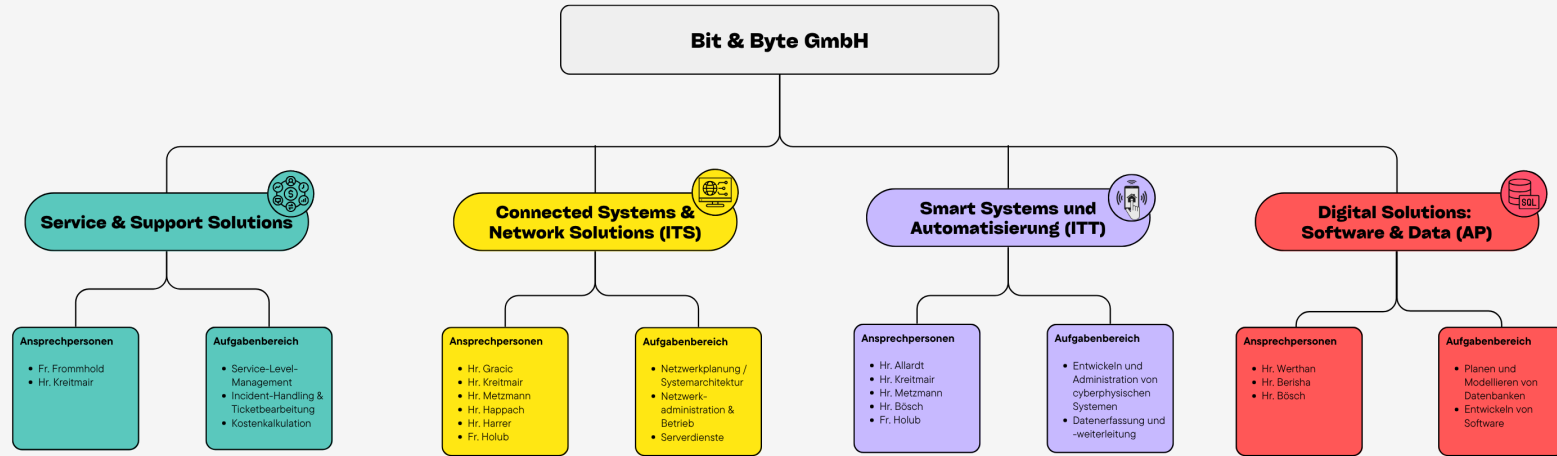 Bit & Byte GmbH
Service & Support Solutions
Connected Systems &
Network Solutions (ITS)
Smart Systems und
Automatisierung (ITT)
Digital Solutions:
Software & Data (AP)
SQL
Ansprechpersonen
• Fr. Frommhold
• Hr. Kreitmair
Aufgabenbereich
• Service-Level-
Management
• Incident-Handling &
Ticketbearbeitung
• Kostenkalkulation
Ansprechpersonen
• Hr. Gracic
• Hr. Kreitmair
• Hr. Metzmann
• Hr. Happach
• Hr. Harrer
• Fr. Holub
Aufgabenbereich
• Netzwerkplanung /
Systemarchitektur
• Netzwerk-
administration &
Betrieb
• Serverdienste
Ansprechpersonen
• Hr. Allardt
• Hr. Kreitmair
• Hr. Metzmann
• Hr. Bösch
• Fr. Holub
Aufgabenbereich
• Entwickeln und
Administration von
cyberphysischen
Systemen
• Datenerfassung und
-weiterleitung
Ansprechpersonen
• Hr. Werthan
• Hr. Berisha
• Hr. Bösch
Aufgabenbereich
• Planen und
Modellieren von
Datenbanken
• Entwickeln von
Software